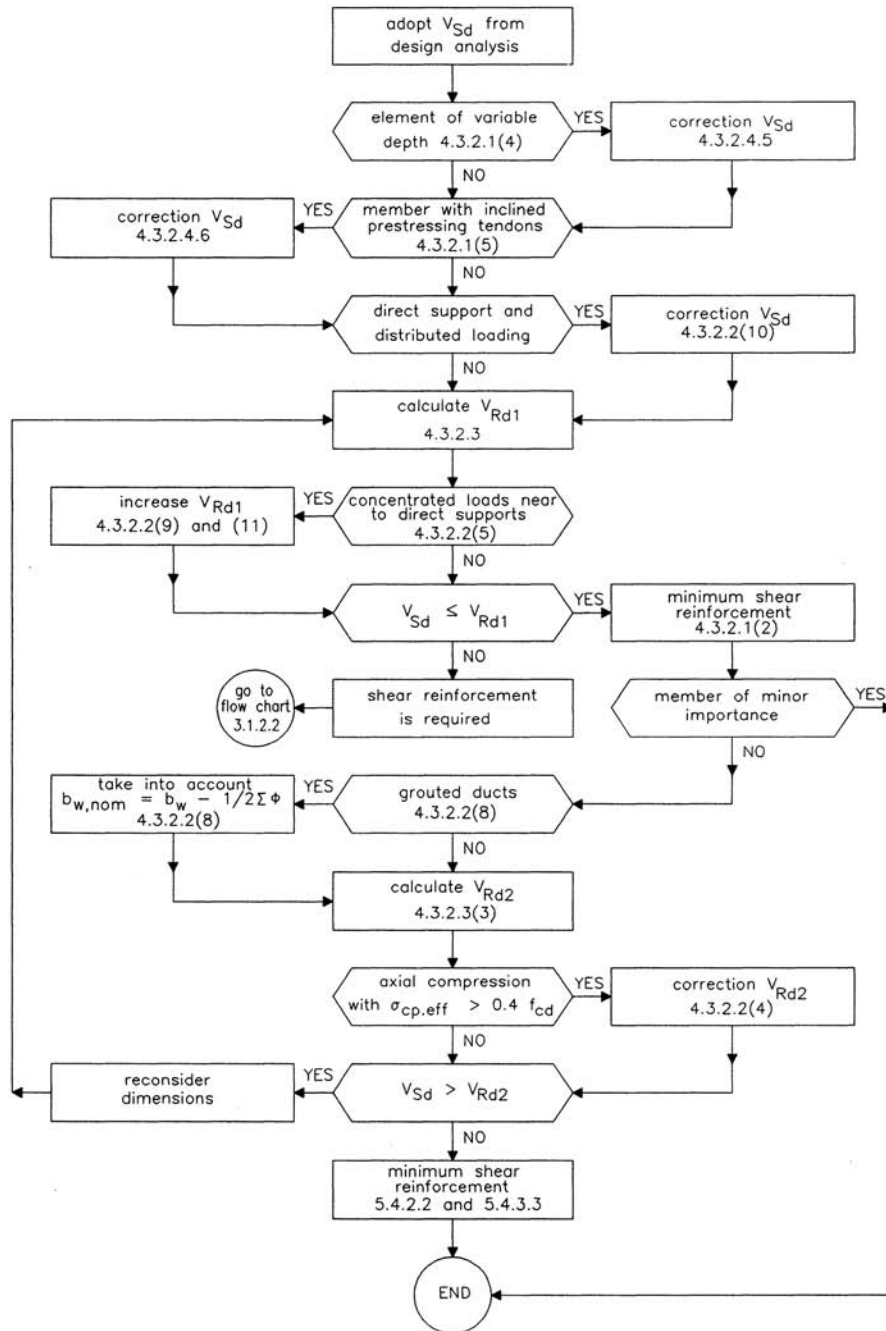 adopt V_Sd from
design analysis
element of variable
depth 4.3.2.1(4)
YES
correction V_Sd
4.3.2.4.5
NO
correction V_Sd
4.3.2.4.6
YES
member with inclined
prestressing tendons
4.3.2.1(5)
NO
direct support and
distributed loading
YES
correction V_Sd
4.3.2.2(10)
NO
calculate V_Rd1
4.3.2.3
increase V_Rd1
4.3.2.2(9) and (11)
YES
concentrated loads near
to direct supports
4.3.2.2(5)
NO
V_Sd ≤ V_Rd1
YES
minimum shear
reinforcement
4.3.2.1(2)
NO
go to
flow chart
3.1.2.2
shear reinforcement
is required
member of minor
importance
YES
NO
take into account
b_w,nom = b_w - 1/2Σ Φ
4.3.2.2(8)
YES
grouted ducts
4.3.2.2(8)
NO
calculate V_Rd2
4.3.2.3(3)
axial compression
with σ_cp.eff > 0.4 f_cd
YES
correction V_Rd2
4.3.2.2(4)
NO
reconsider
dimensions
YES
V_Sd > V_Rd2
NO
minimum shear
reinforcement
5.4.2.2 and 5.4.3.3
END